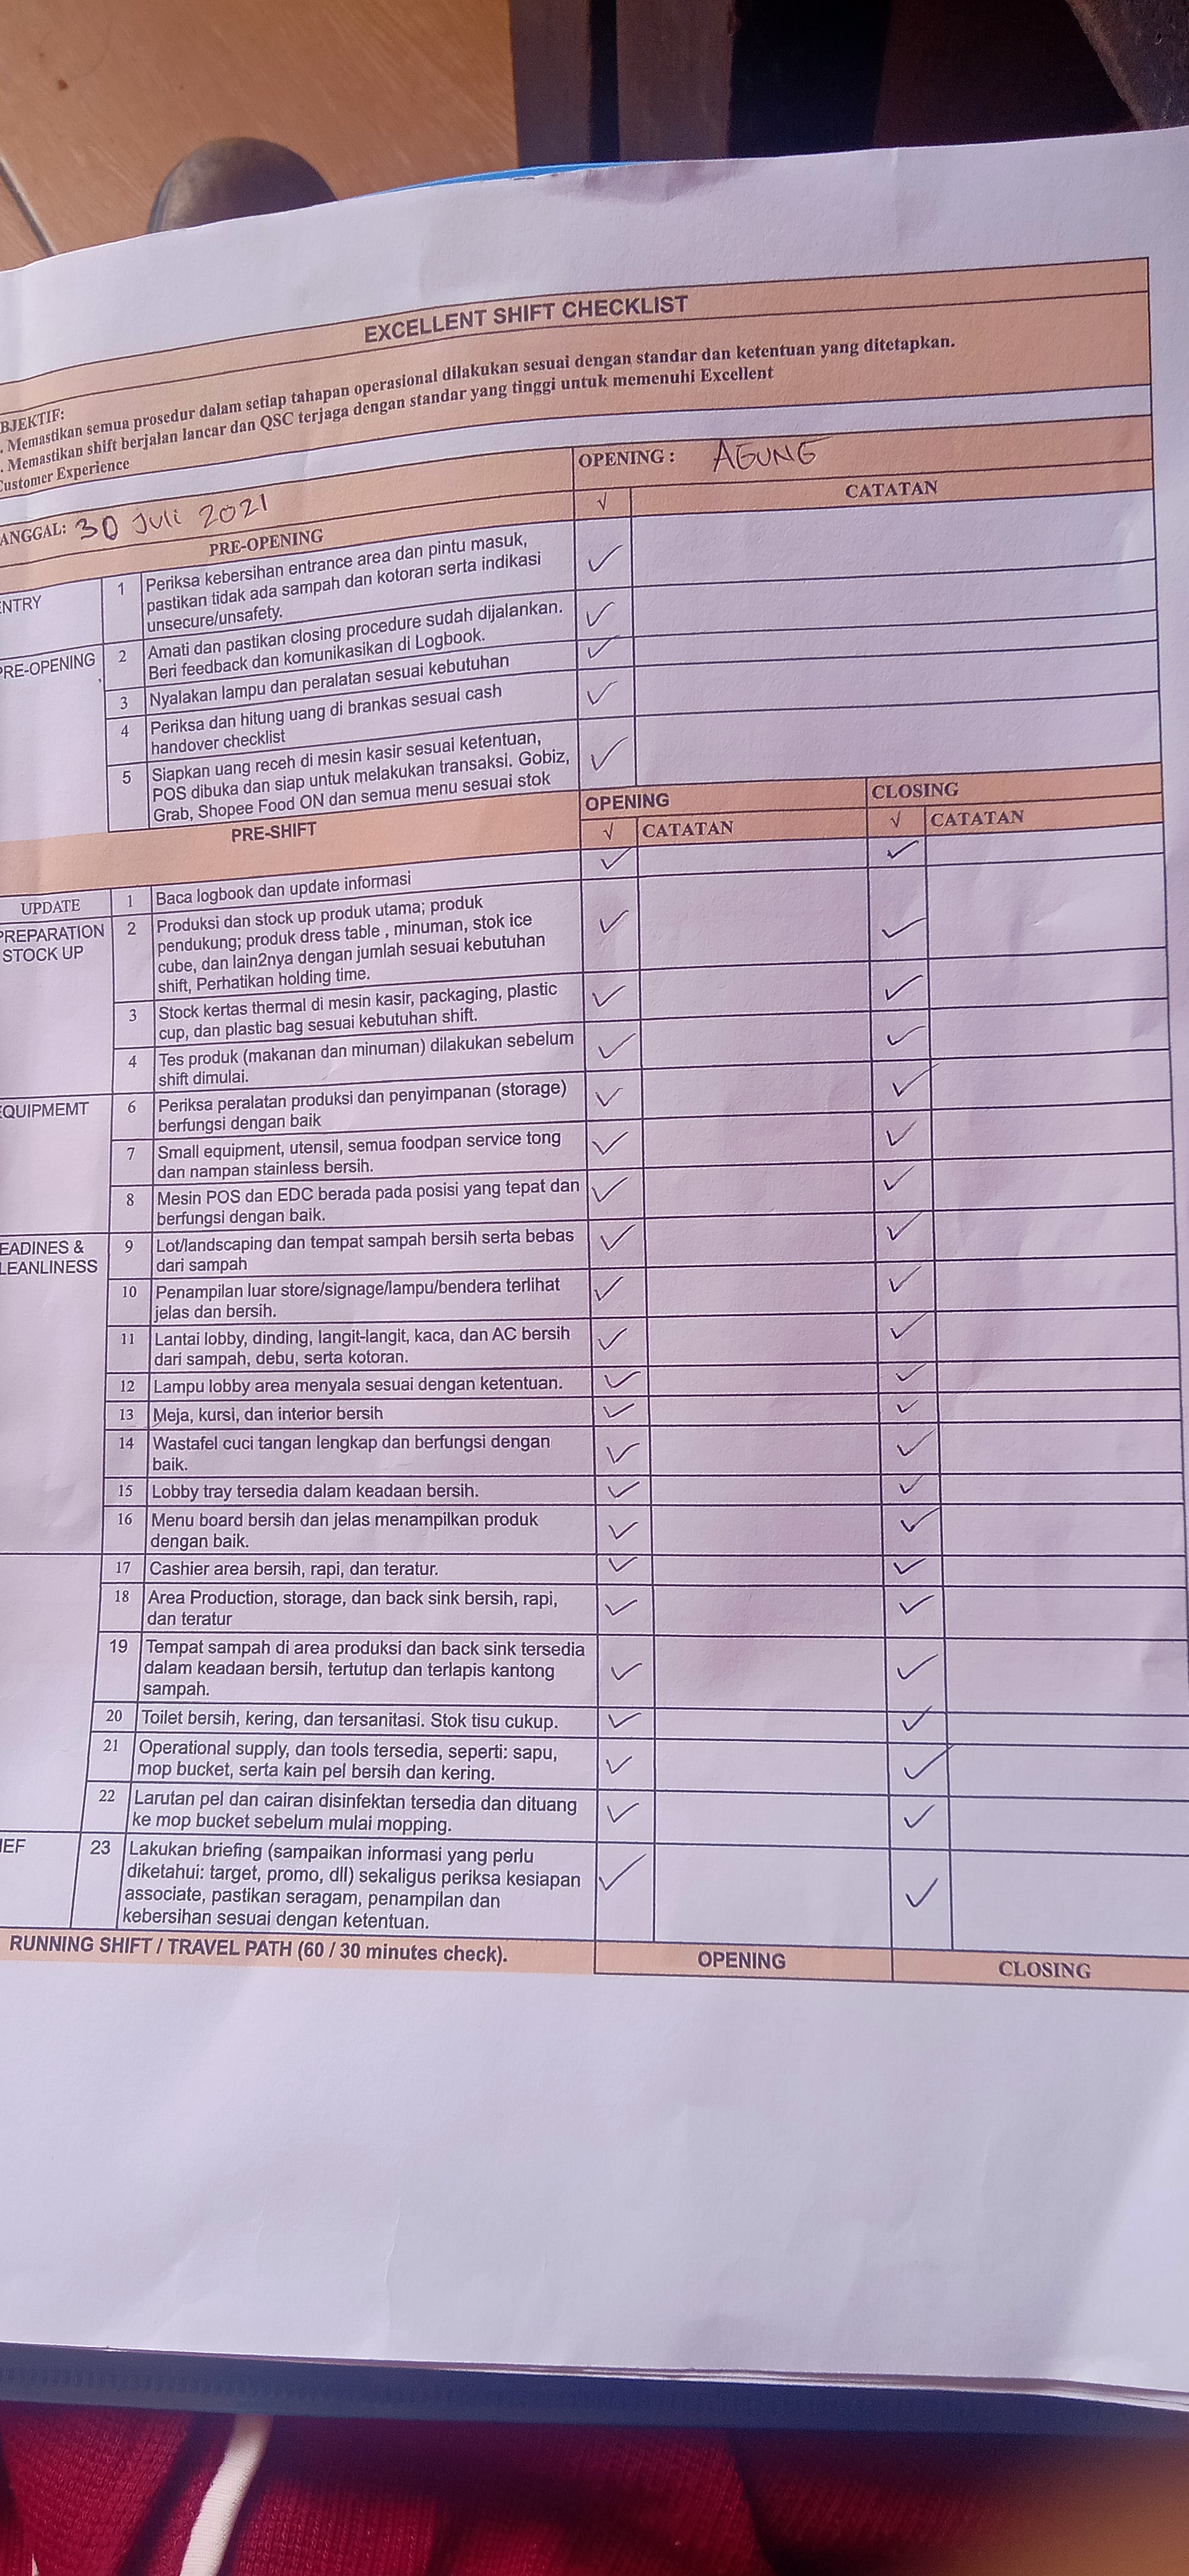 EXCELLENT SHIFT CHECKLIST
BJEKTIF:
. Memastikan semua prosedur dalam setiap tahapan operasional dilakukan sesuai dengan standar dan ketentuan yang ditetapkan.
. Memastikan shift berjalan lancar dan QSC terjaga dengan standar yang tinggi untuk memenuhi Excellent
Customer Experience
ANGGAL: 30 Juli 2021
OPENING : AGUNG
PRE-OPENING
√ CATATAN
ENTRY
1 Periksa kebersihan entrance area dan pintu masuk,
pastikan tidak ada sampah dan kotoran serta indikasi
unsecure/unsafety.
✓
PRE-OPENING
2 Amati dan pastikan closing procedure sudah dijalankan.
Beri feedback dan komunikasikan di Logbook.
✓
3 Nyalakan lampu dan peralatan sesuai kebutuhan ✓
4 Periksa dan hitung uang di brankas sesuai cash
handover checklist
✓
5 Siapkan uang receh di mesin kasir sesuai ketentuan,
POS dibuka dan siap untuk melakukan transaksi. Gobiz,
Grab, Shopee Food ON dan semua menu sesuai stok
✓
PRE-SHIFT
OPENING CLOSING
√ CATATAN √ CATATAN
UPDATE
1 Baca logbook dan update informasi ✓ ✓
PREPARATION
STOCK UP
2 Produksi dan stock up produk utama; produk
pendukung; produk dress table , minuman, stok ice
cube, dan lain2nya dengan jumlah sesuai kebutuhan
shift, Perhatikan holding time.
✓ ✓
3 Stock kertas thermal di mesin kasir, packaging, plastic
cup, dan plastic bag sesuai kebutuhan shift.
✓ ✓
4 Tes produk (makanan dan minuman) dilakukan sebelum
shift dimulai.
✓ ✓
EQUIPMEMT
6 Periksa peralatan produksi dan penyimpanan (storage)
berfungsi dengan baik
✓ ✓
7 Small equipment, utensil, semua foodpan service tong
dan nampan stainless bersih.
✓ ✓
8 Mesin POS dan EDC berada pada posisi yang tepat dan
berfungsi dengan baik.
✓ ✓
EADINES &
LEANLINESS
9 Lot/landscaping dan tempat sampah bersih serta bebas
dari sampah
✓ ✓
10 Penampilan luar store/signage/lampu/bendera terlihat
jelas dan bersih.
✓ ✓
11 Lantai lobby, dinding, langit-langit, kaca, dan AC bersih
dari sampah, debu, serta kotoran.
✓ ✓
12 Lampu lobby area menyala sesuai dengan ketentuan. ✓ ✓
13 Meja, kursi, dan interior bersih ✓ ✓
14 Wastafel cuci tangan lengkap dan berfungsi dengan
baik.
✓ ✓
15 Lobby tray tersedia dalam keadaan bersih. ✓ ✓
16 Menu board bersih dan jelas menampilkan produk
dengan baik.
✓ ✓
17 Cashier area bersih, rapi, dan teratur. ✓ ✓
18 Area Production, storage, dan back sink bersih, rapi,
dan teratur
✓ ✓
19 Tempat sampah di area produksi dan back sink tersedia
dalam keadaan bersih, tertutup dan terlapis kantong
sampah.
✓ ✓
20 Toilet bersih, kering, dan tersanitasi. Stok tisu cukup. ✓ ✓
21 Operational supply, dan tools tersedia, seperti: sapu,
mop bucket, serta kain pel bersih dan kering.
✓ ✓
22 Larutan pel dan cairan disinfektan tersedia dan dituang
ke mop bucket sebelum mulai mopping.
✓ ✓
IEF
23 Lakukan briefing (sampaikan informasi yang perlu
diketahui: target, promo, dll) sekaligus periksa kesiapan
associate, pastikan seragam, penampilan dan
kebersihan sesuai dengan ketentuan.
✓ ✓
RUNNING SHIFT / TRAVEL PATH (60 / 30 minutes check). OPENING CLOSING